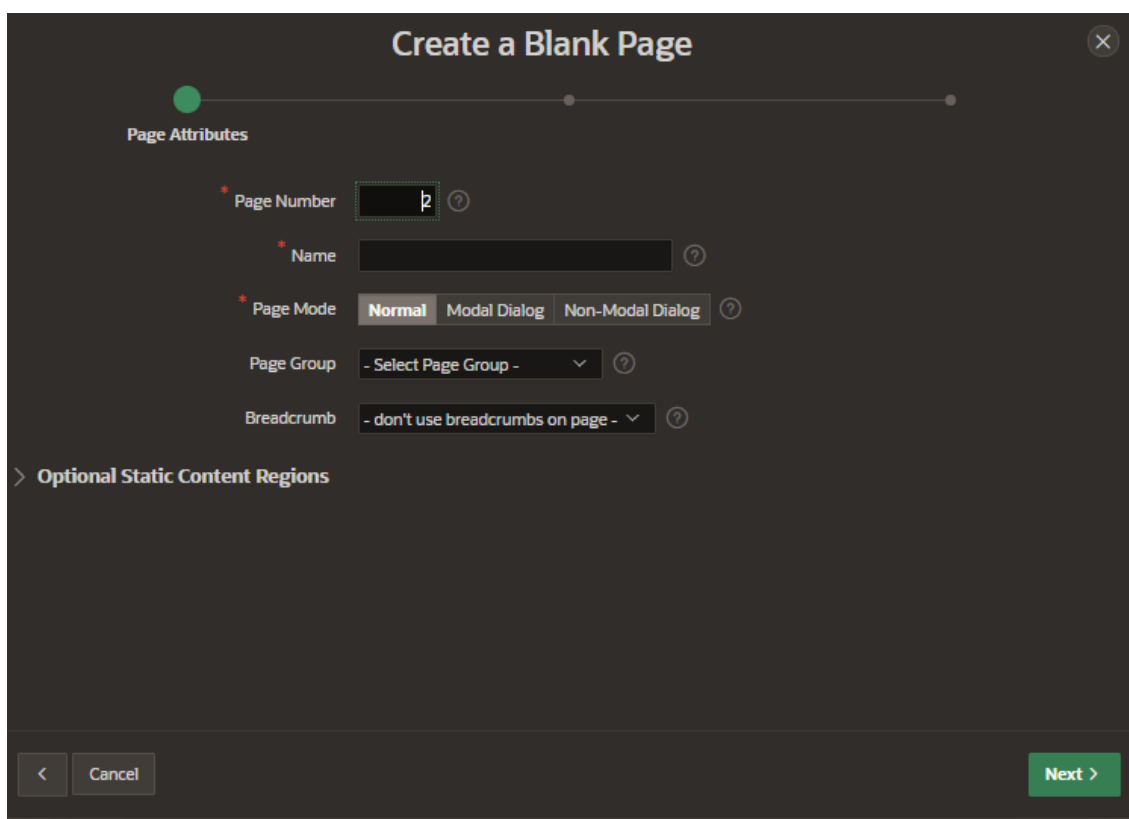 Create a Blank Page
Page Attributes
* Page Number 2
* Name
* Page Mode Normal Modal Dialog Non-Modal Dialog
Page Group - Select Page Group -
Breadcrumb - don't use breadcrumbs on page -
Optional Static Content Regions
Cancel Next